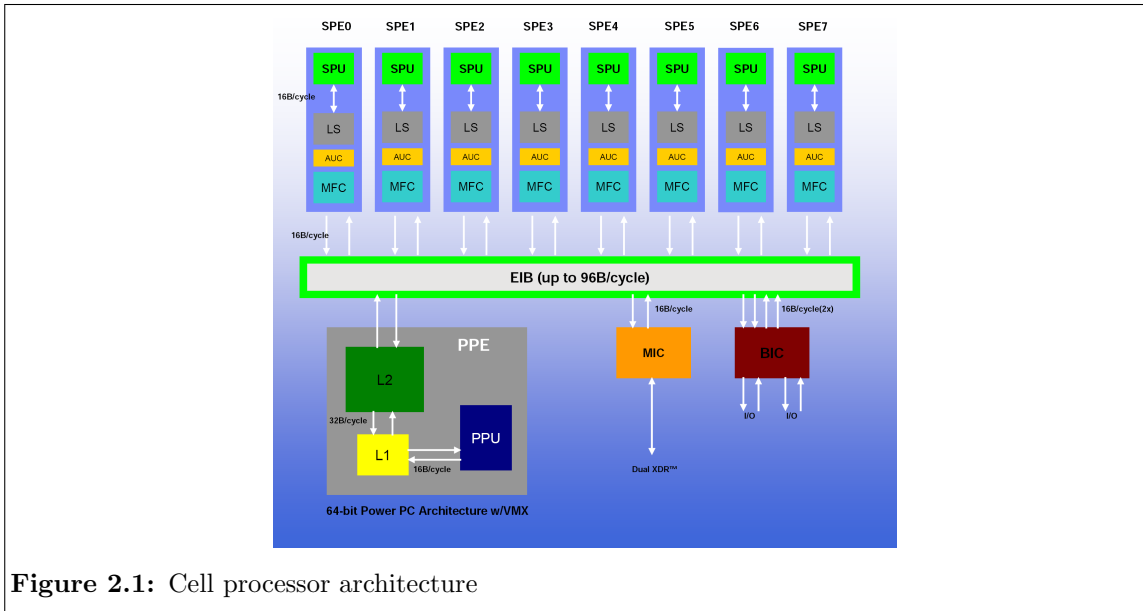 SPE0 SPE1 SPE2 SPE3 SPE4 SPE5 SPE6 SPE7
SPU SPU SPU SPU SPU SPU SPU SPU
16B/cycle
LS LS LS LS LS LS LS LS
AUC AUC AUC AUC AUC AUC AUC AUC
MFC MFC MFC MFC MFC MFC MFC MFC
16B/cycle
EIB (up to 96B/cycle)
16B/cycle 16B/cycle(2x)
PPE
MIC BIC
L2
32B/cycle
I/O I/O
PPU
L1
16B/cycle
Dual XDR™
64-bit Power PC Architecture w/VMX
Figure 2.1: Cell processor architecture